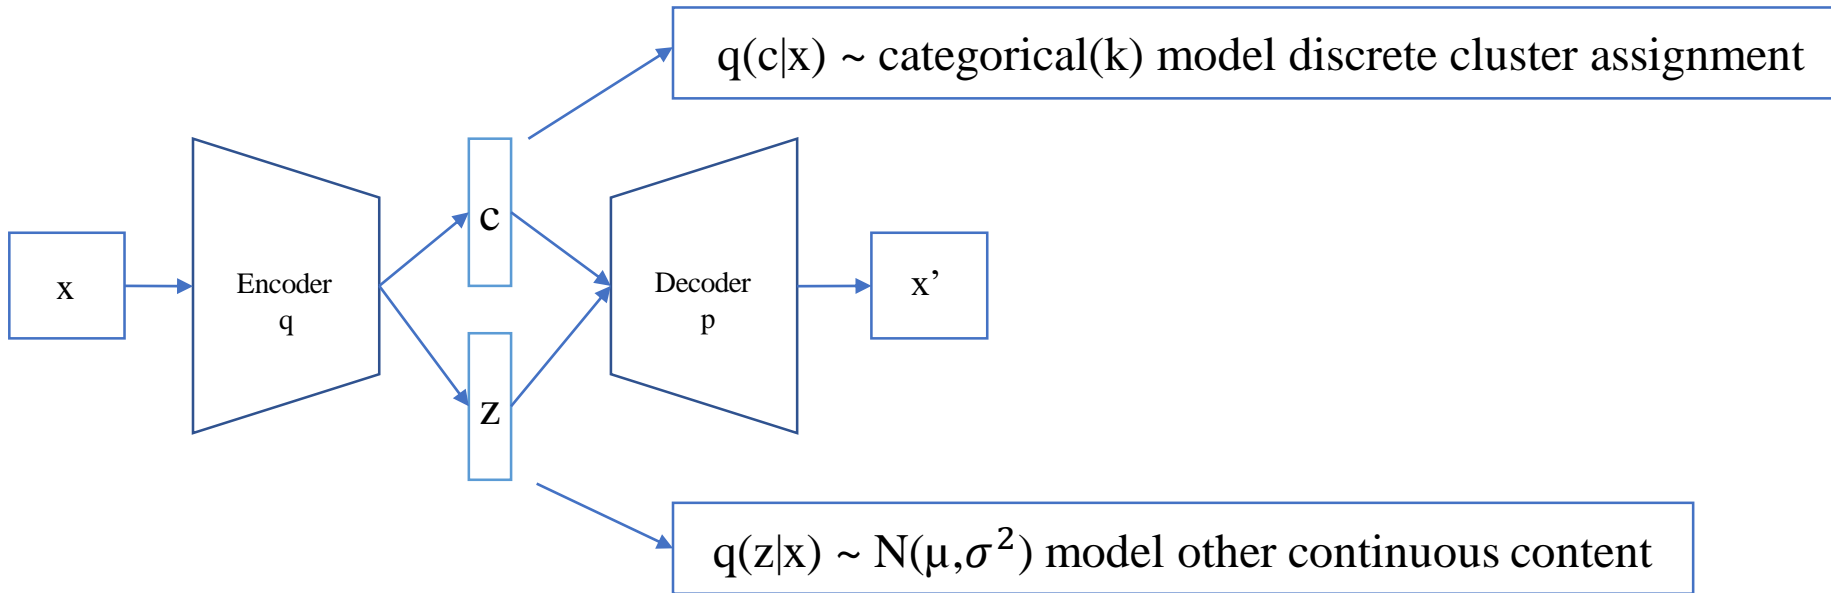 q(c|x) ~ categorical(k) model discrete cluster assignment
c
x
Encoder
q
Decoder
p
x’
z
q(z|x) ~ N(μ,σ²) model other continuous content